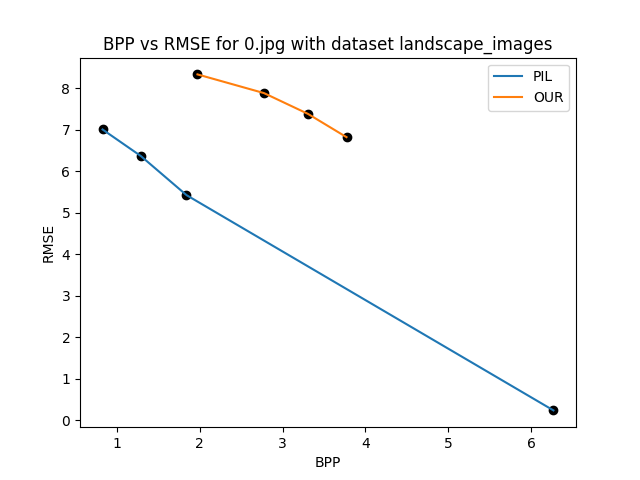 BPP vs RMSE for 0.jpg with dataset landscape_images
PIL
OUR
8
7
6
5
4
3
2
1
0
RMSE
1 2 3 4 5 6
BPP